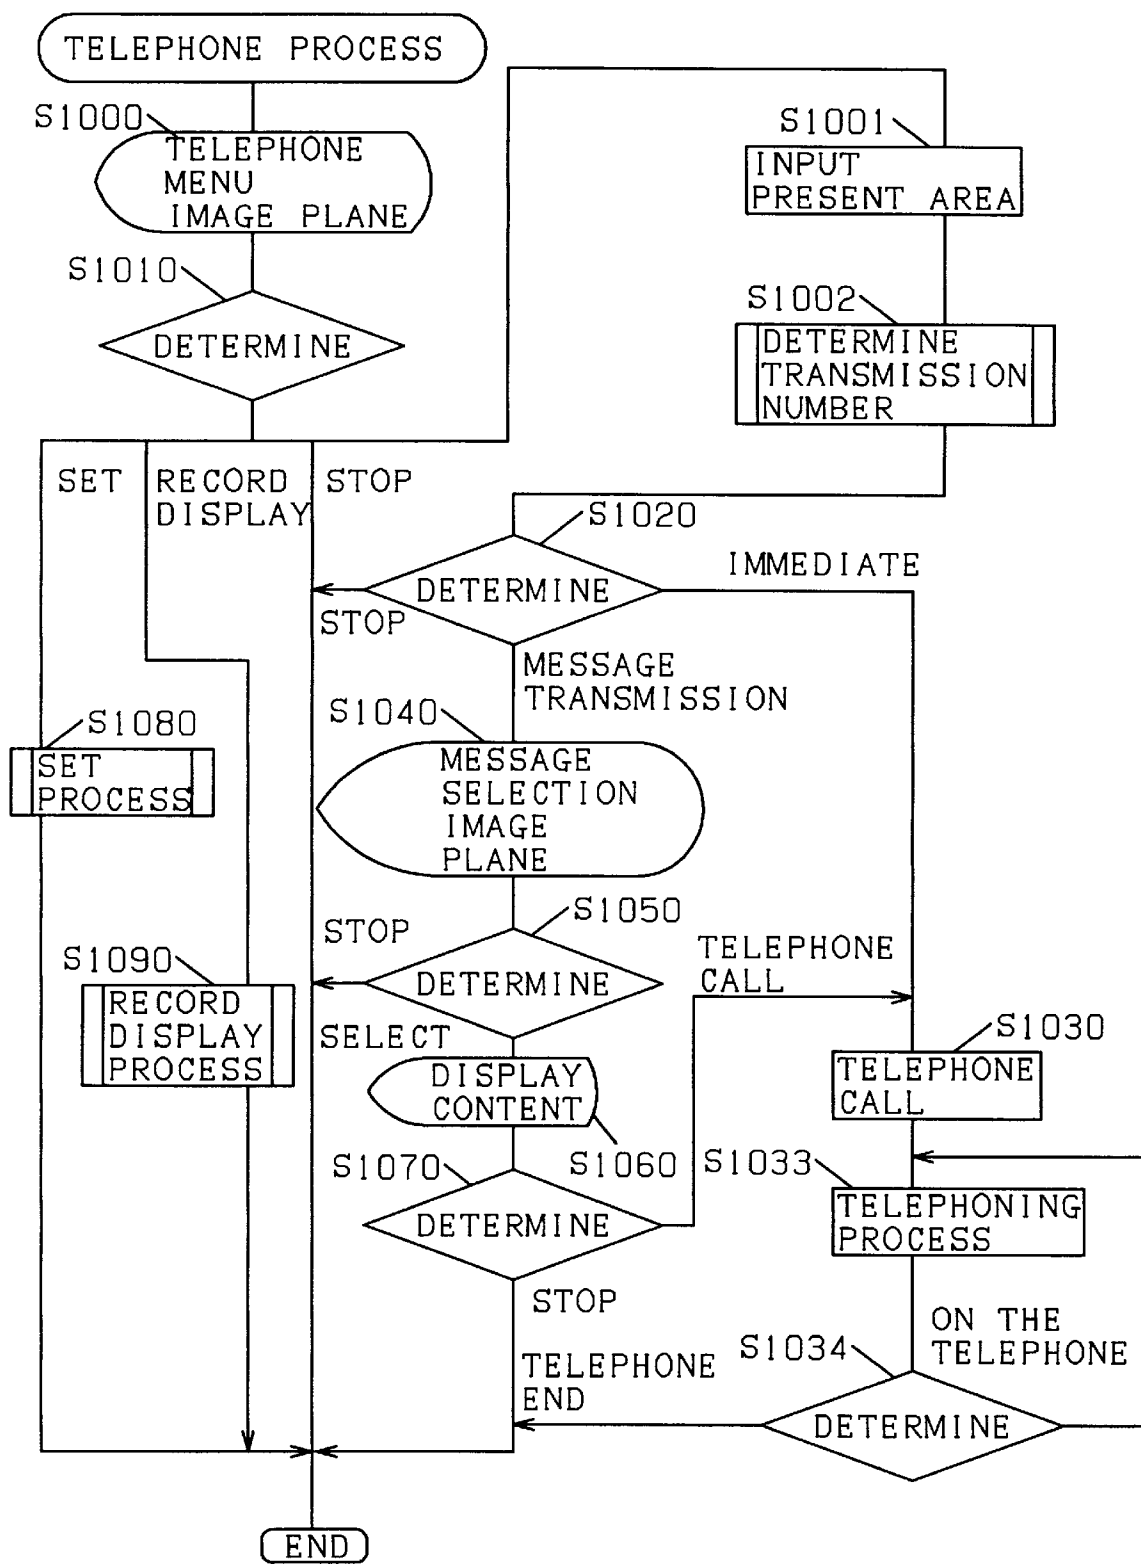 TELEPHONE PROCESS
S1000
TELEPHONE
MENU
IMAGE PLANE
S1010
DETERMINE
S1001
INPUT
PRESENT AREA
S1002
DETERMINE
TRANSMISSION
NUMBER
SET
RECORD
DISPLAY
STOP
S1020
DETERMINE
IMMEDIATE
STOP
MESSAGE
TRANSMISSION
S1080
SET
PROCESS
S1040
MESSAGE
SELECTION
IMAGE
PLANE
S1050
STOP
DETERMINE
TELEPHONE
CALL
S1090
RECORD
DISPLAY
PROCESS
SELECT
DISPLAY
CONTENT
S1060
S1030
TELEPHONE
CALL
S1070
DETERMINE
S1033
TELEPHONING
PROCESS
STOP
ON THE
TELEPHONE
S1034
TELEPHONE
END
DETERMINE
END